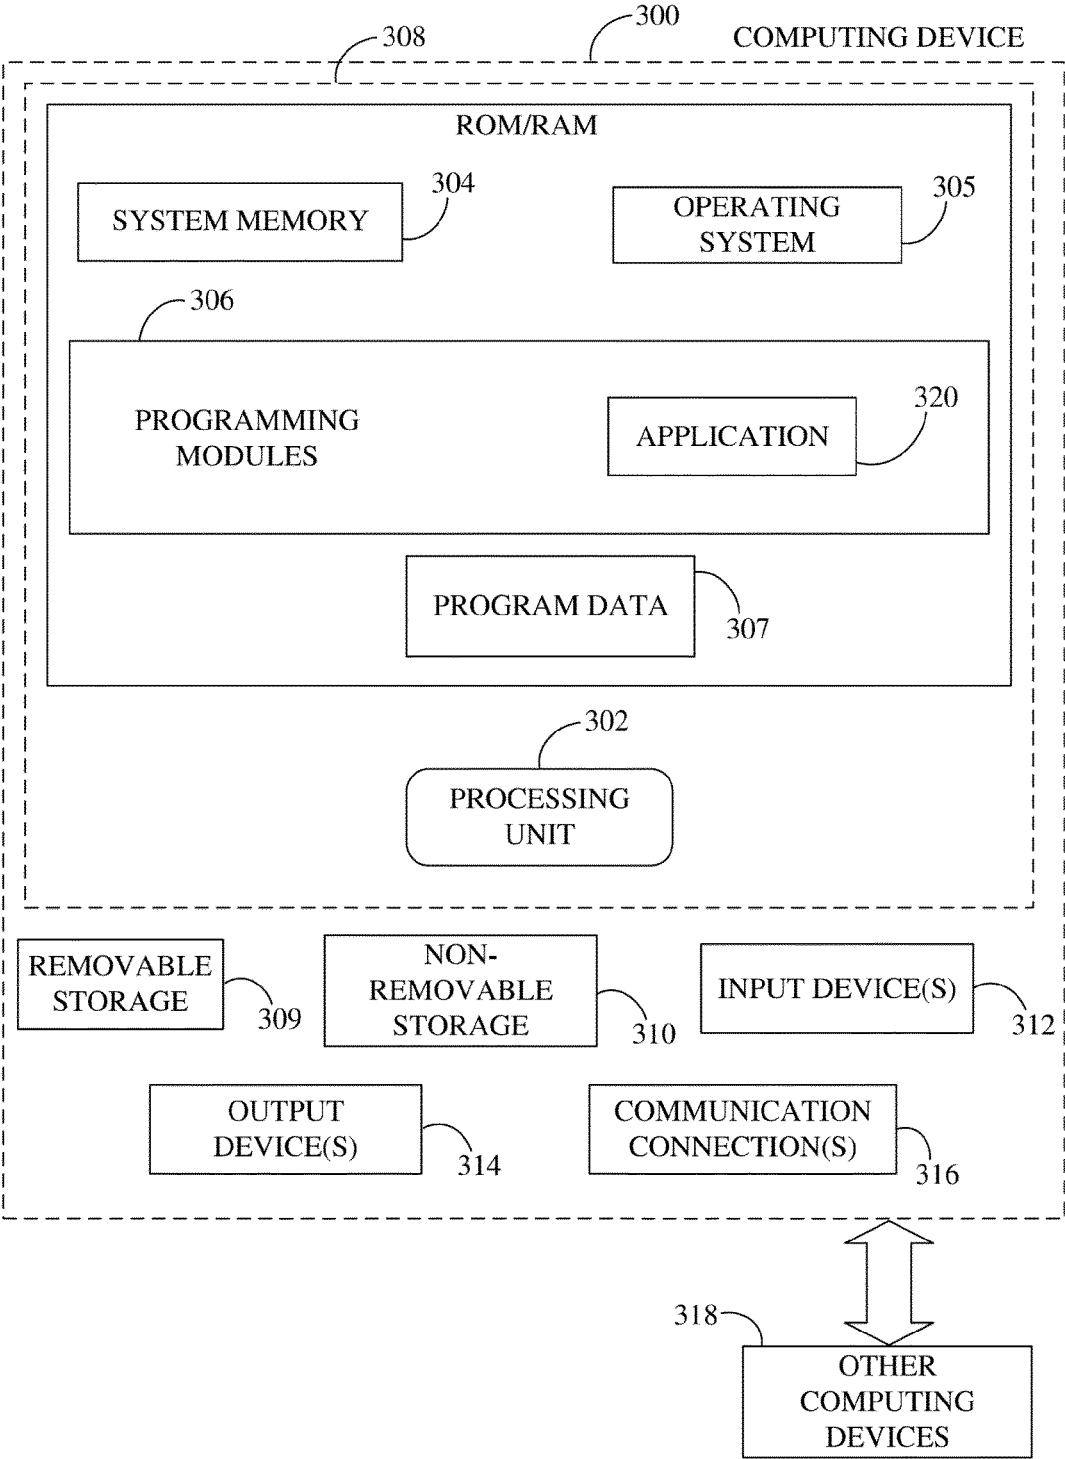 300
COMPUTING DEVICE
308
ROM/RAM
304
SYSTEM MEMORY
305
OPERATING
SYSTEM
306
PROGRAMMING
MODULES
320
APPLICATION
PROGRAM DATA
307
302
PROCESSING
UNIT
REMOVABLE
STORAGE
309
NON-
REMOVABLE
STORAGE
310
INPUT DEVICE(S)
312
OUTPUT
DEVICE(S)
314
COMMUNICATION
CONNECTION(S)
316
318
OTHER
COMPUTING
DEVICES